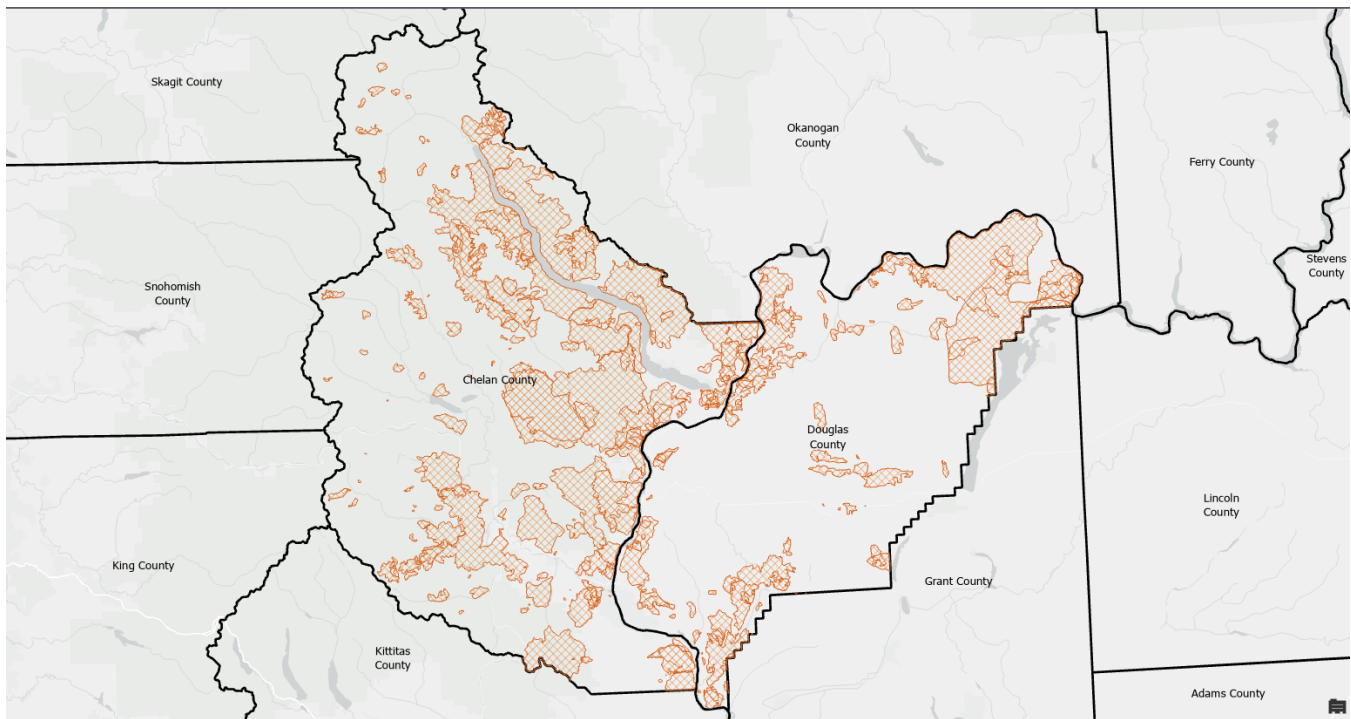 Skagit County
Okanogan
County
Ferry County
Stevens
County
Snohomish
County
Chelan County
Douglas
County
Lincoln
County
King County
Grant County
Kittitas
County
Adams County